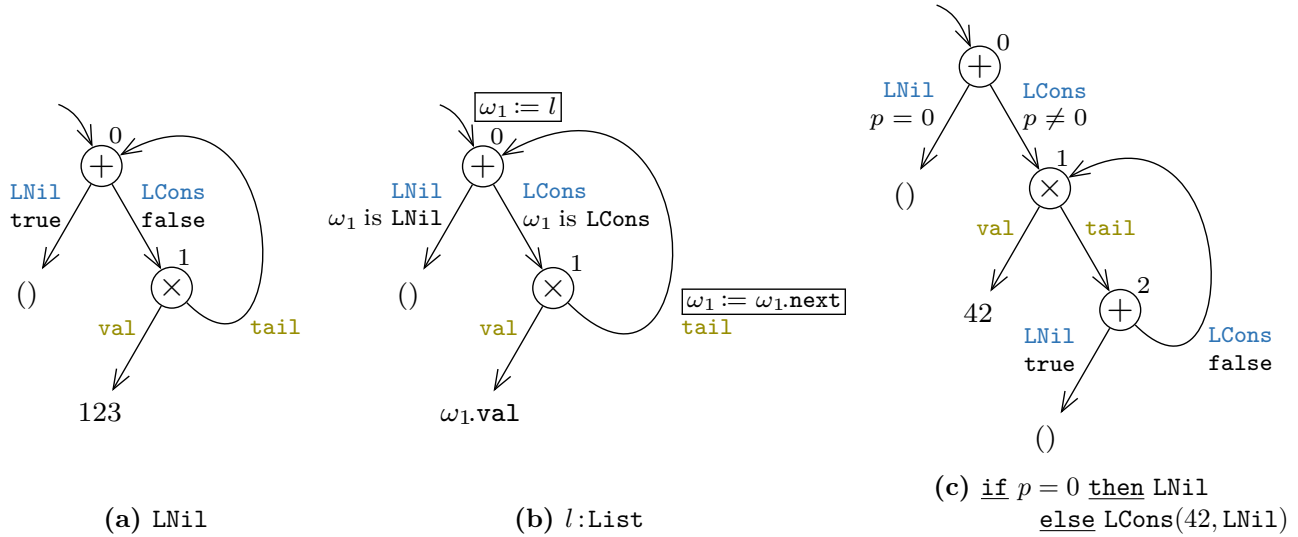 0
+
LNil
true
LCons
false
()
1
×
val
tail
123
(a) LNil
ω₁ := l
0
+
LNil
ω₁ is LNil
LCons
ω₁ is LCons
()
1
×
ω₁ := ω₁.next
val
tail
ω₁.val
(b) l : List
0
+
LNil
p = 0
LCons
p ≠ 0
()
1
×
val
tail
42
2
+
LNil
true
LCons
false
()
(c) if p = 0 then LNil
else LCons(42, LNil)